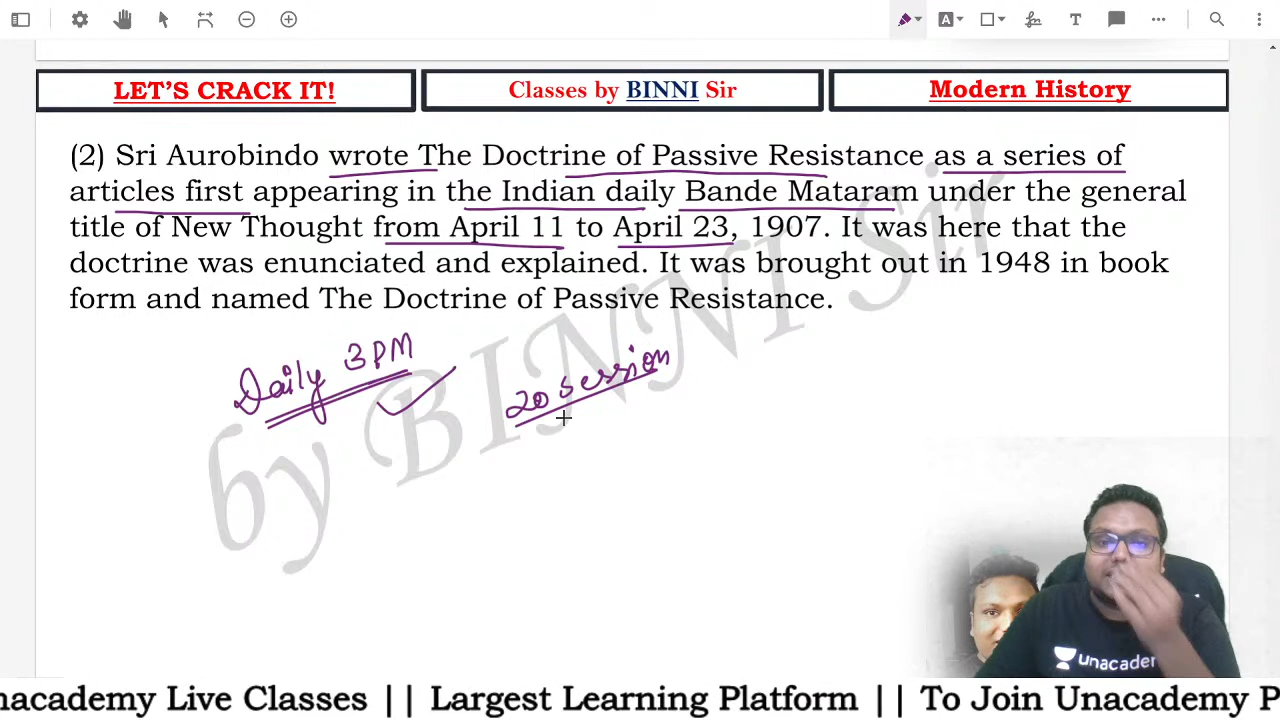 LET'S CRACK IT!
Classes by BINNI Sir
Modern History
(2) Sri Aurobindo wrote The Doctrine of Passive Resistance as a series of
articles first appearing in the Indian daily Bande Mataram under the general
title of New Thought from April 11 to April 23, 1907. It was here that the
doctrine was enunciated and explained. It was brought out in 1948 in book
form and named The Doctrine of Passive Resistance.
by BINNI Sir
Daily 3 PM
20 session
unacadem
nacademy Live Classes || Largest Learning Platform || To Join Unacademy P